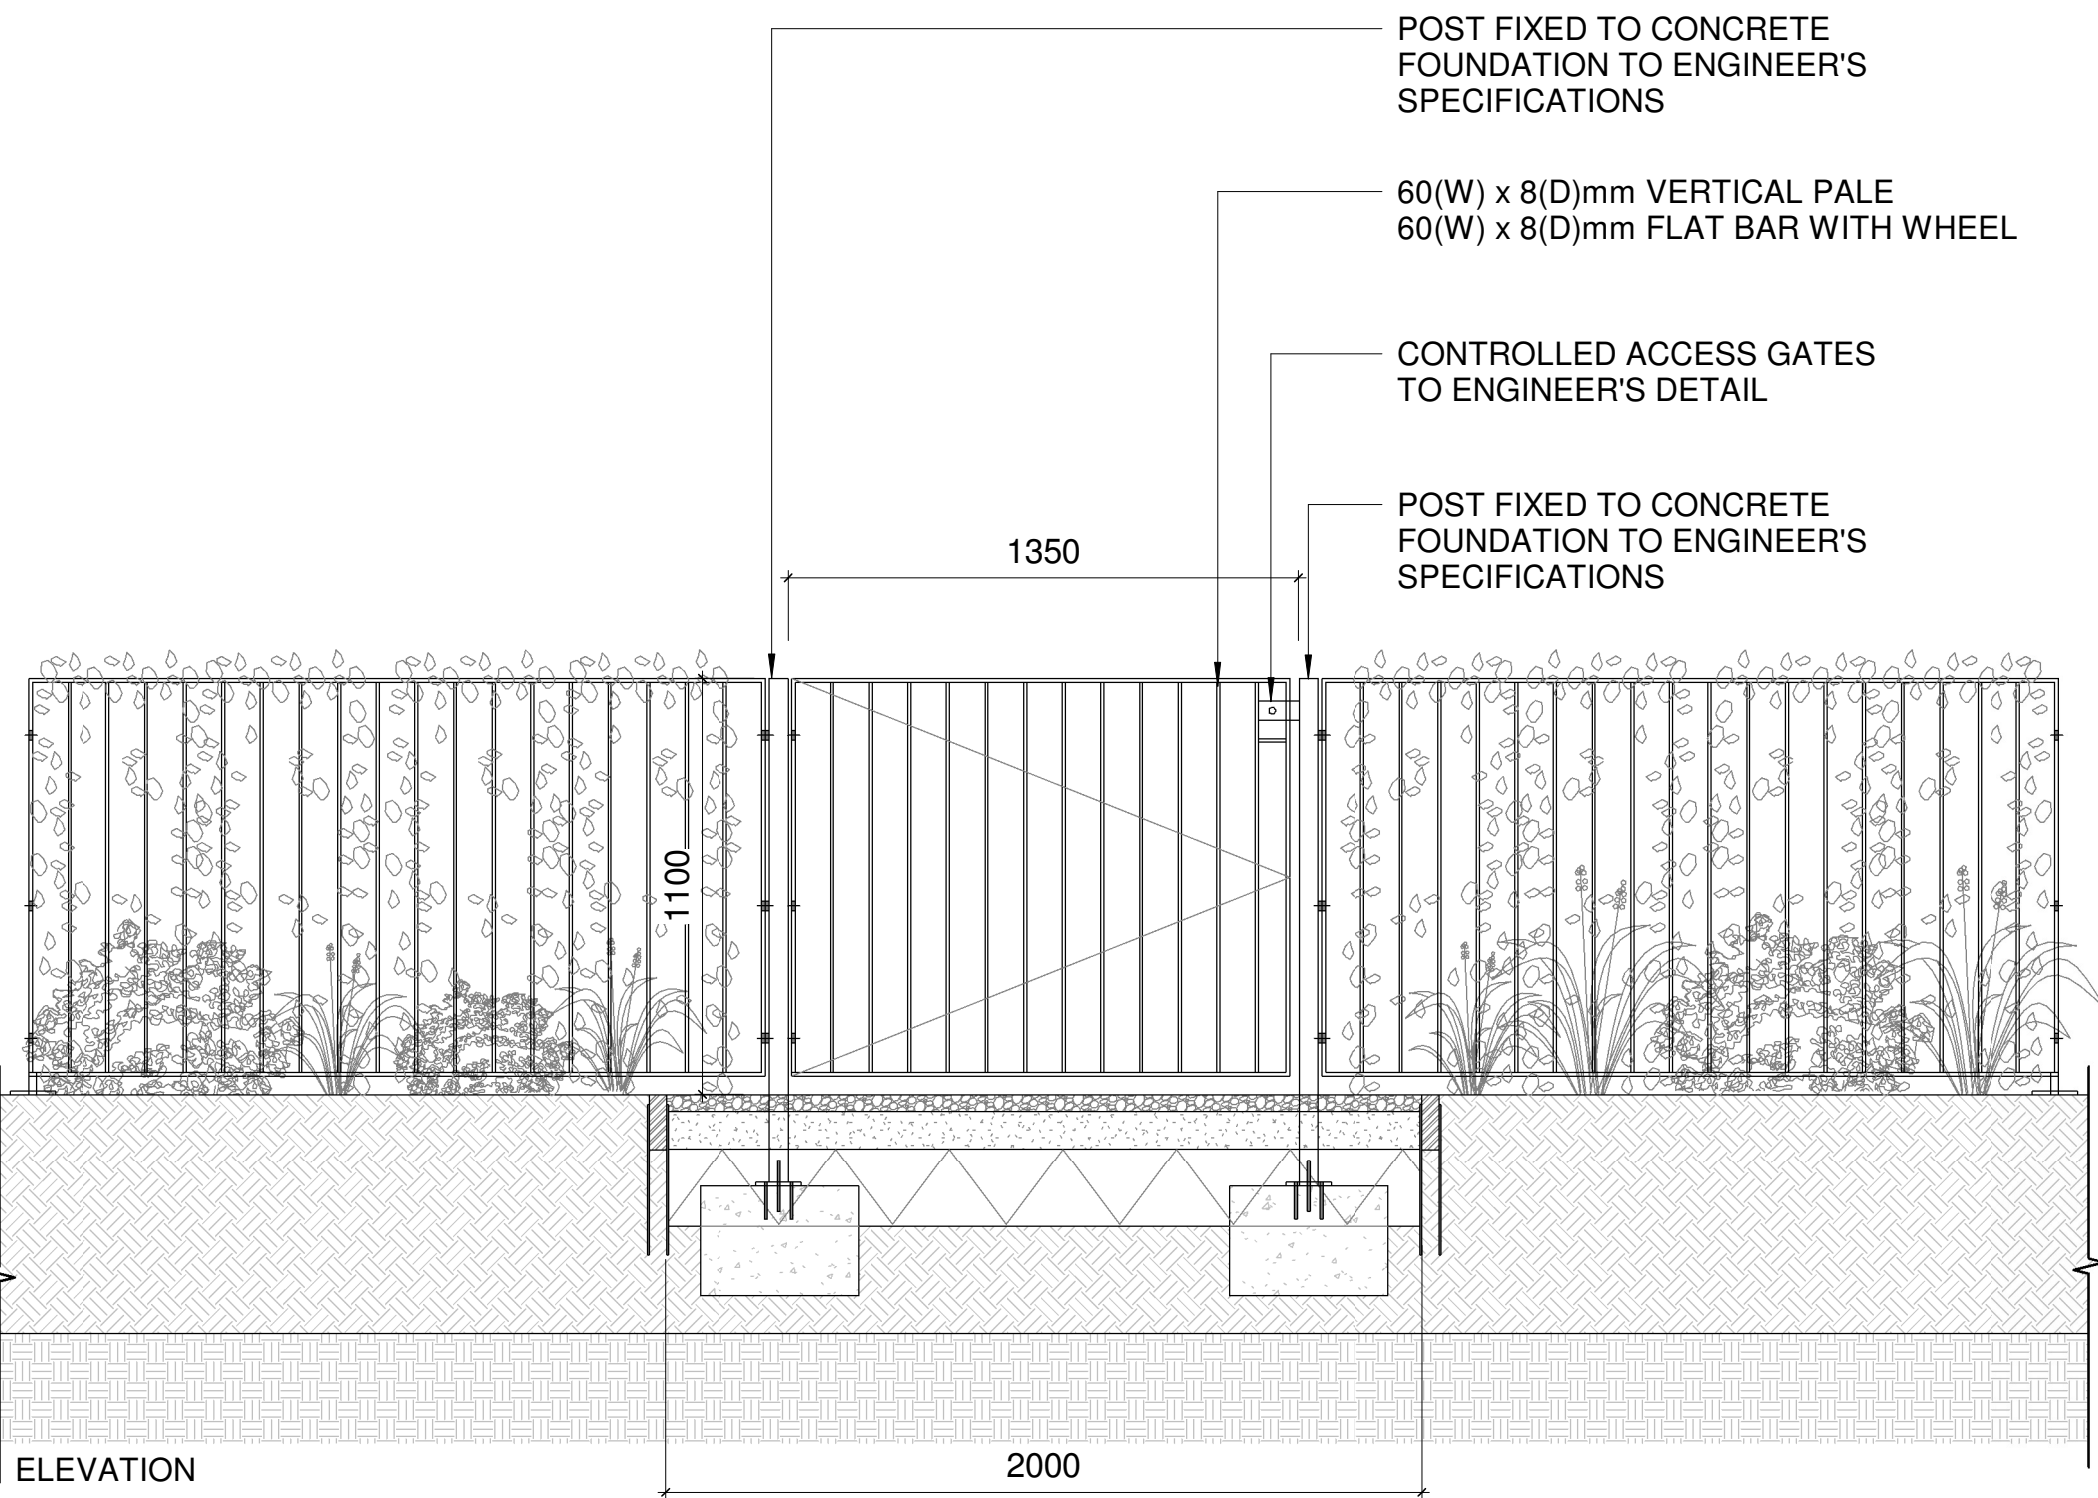 POST FIXED TO CONCRETE
FOUNDATION TO ENGINEER'S
SPECIFICATIONS
60(W) x 8(D)mm VERTICAL PALE
60(W) x 8(D)mm FLAT BAR WITH WHEEL
CONTROLLED ACCESS GATES
TO ENGINEER'S DETAIL
POST FIXED TO CONCRETE
FOUNDATION TO ENGINEER'S
SPECIFICATIONS
1350
1100
2000
ELEVATION